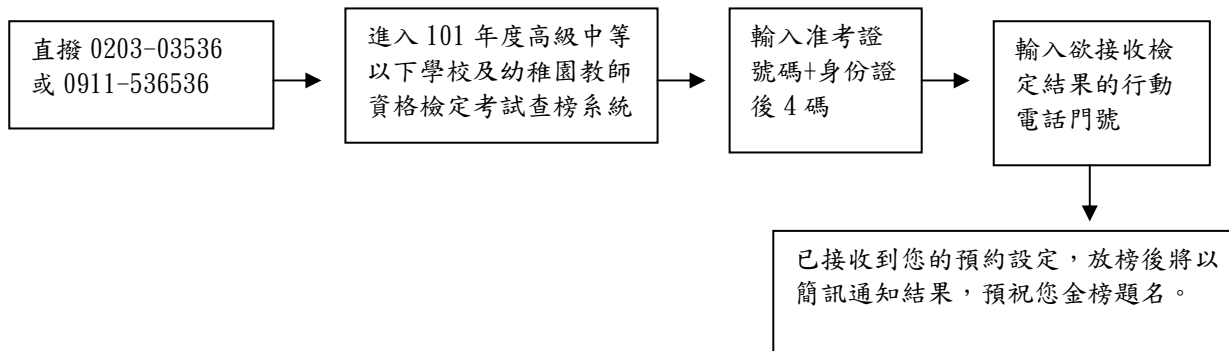 直撥 0203-03536
或 0911-536536
進入 101 年度高級中等
以下學校及幼稚園教師
資格檢定考試查榜系統
輸入准考證
號碼+身份證
後 4 碼
輸入欲接收檢
定結果的行動
電話門號
已接收到您的預約設定，放榜後將以
簡訊通知結果，預祝您金榜題名。